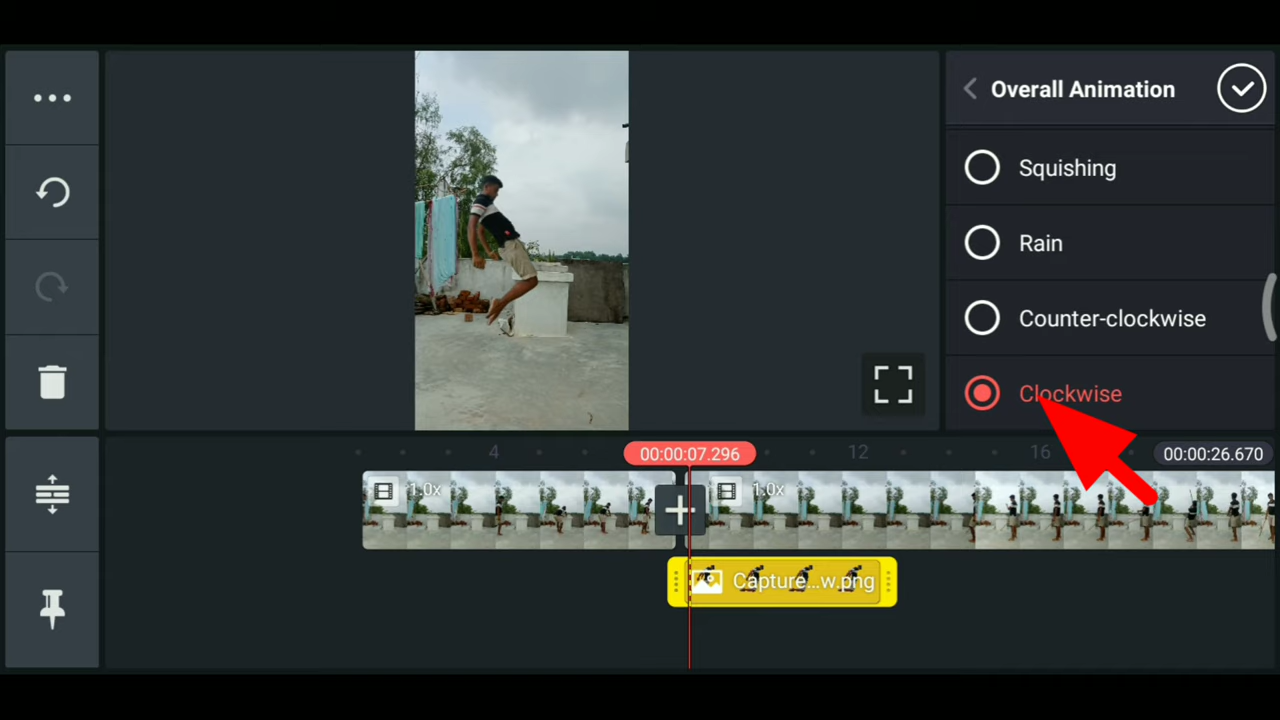 Overall Animation
Squishing
Rain
Counter-clockwise
Clockwise
4
00:00:07.296
12
16
00:00:26.670
1.0x
1.0x
Capture...w.png